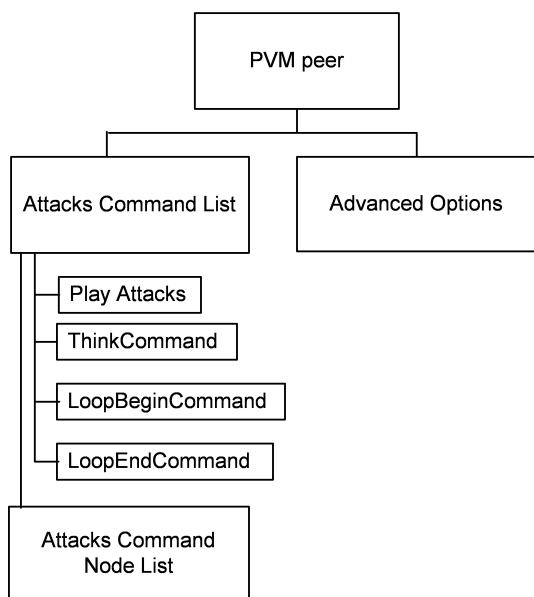 PVM peer
Attacks Command List
Advanced Options
Play Attacks
ThinkCommand
LoopBeginCommand
LoopEndCommand
Attacks Command
Node List